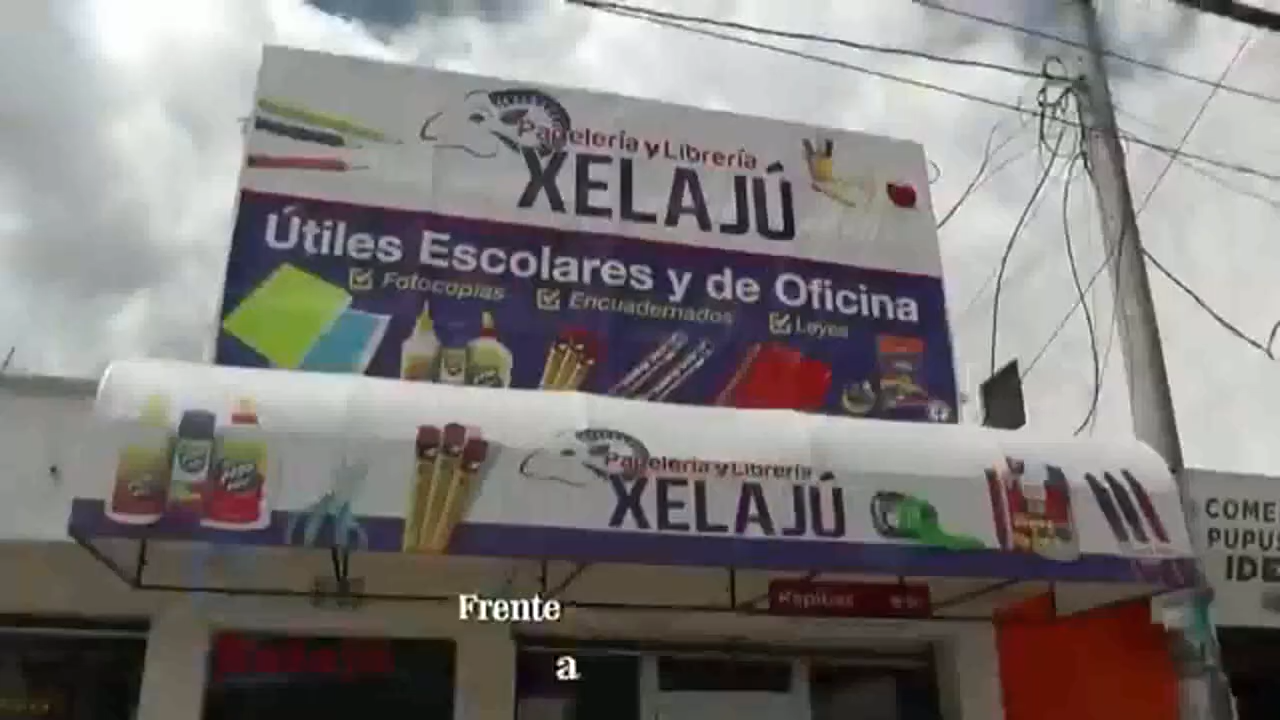 Papelería y Librería
XELAJÚ
Útiles Escolares y de Oficina
Fotocopias Encuadernados Leyes
Papelería y Librería
XELAJÚ
COME
PUPUS
IDE
Frente
a